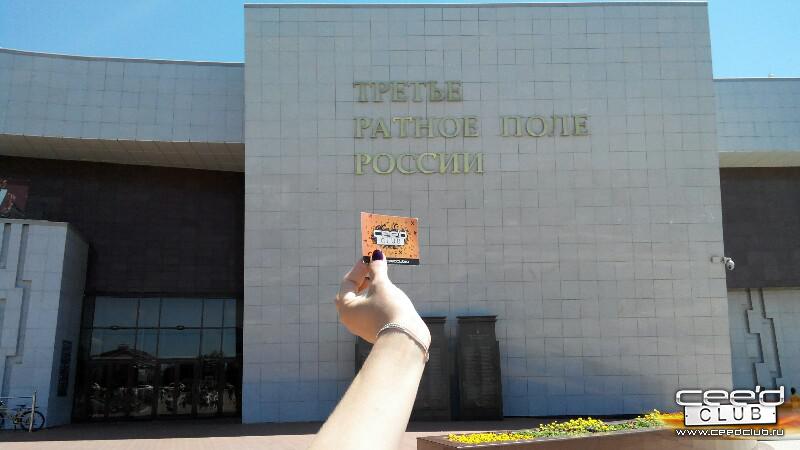 ТРЕТЬЕ
РАТНОЕ ПОЛЕ
РОССИИ
cee'd
CLUB
cee'd
CLUB
www.ceedclub.ru